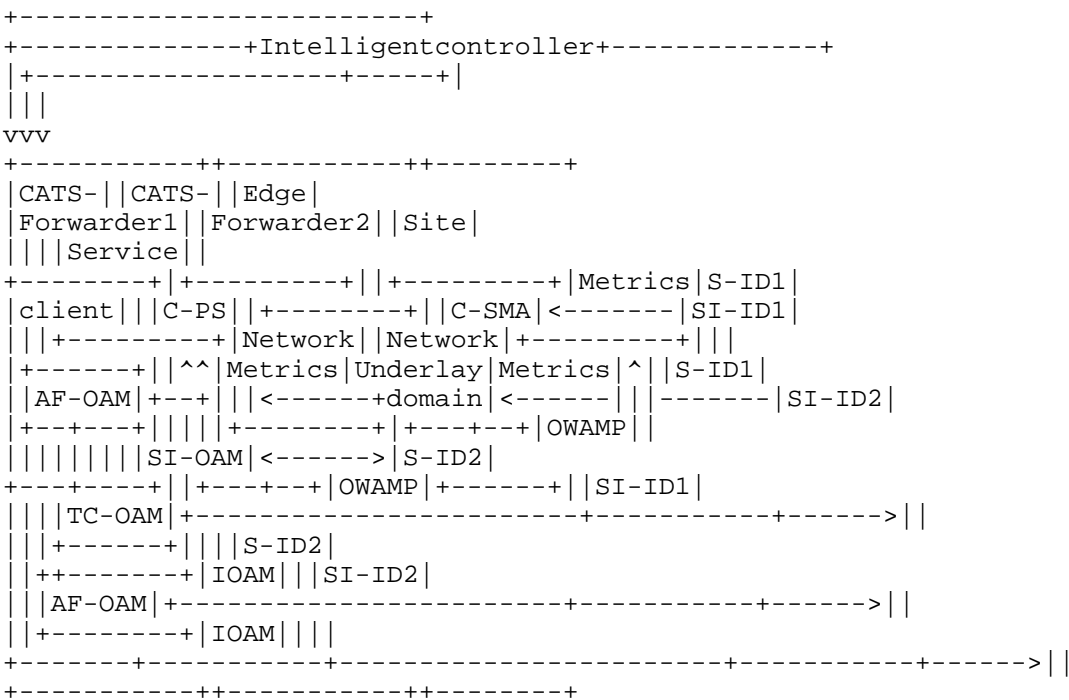 +-------------------------+
+--------------+Intelligentcontroller+-------------+
|+-------------------+-----+|
|||
vvv
+-----------++-----------++--------+
|CATS-||CATS-||Edge|
|Forwarder1||Forwarder2||Site|
||||Service||
+--------+|+---------+||+---------+|Metrics|S-ID1|
|client|||C-PS||+--------+||C-SMA|<-------|SI-ID1|
|||+---------+|Network||Network|+---------+|||
|+------+||^^|Metrics|Underlay|Metrics|^||S-ID1|
||AF-OAM|+--+|||<------+domain|<------|||-------|SI-ID2|
|+--+---+|||||+--------+|+---+--+|OWAMP||
|||||||||SI-OAM|<------>|S-ID2|
+---+----+||+---+--+|OWAMP|+------+||SI-ID1|
||||TC-OAM|+------------------------+-----------+------>||
|||+------+||||S-ID2|
||++-------+|IOAM|||SI-ID2|
|||AF-OAM|+------------------------+-----------+------>||
||+--------+|IOAM||||
+-------+-----------+------------------------+-----------+------>||
+-----------++-----------++--------+